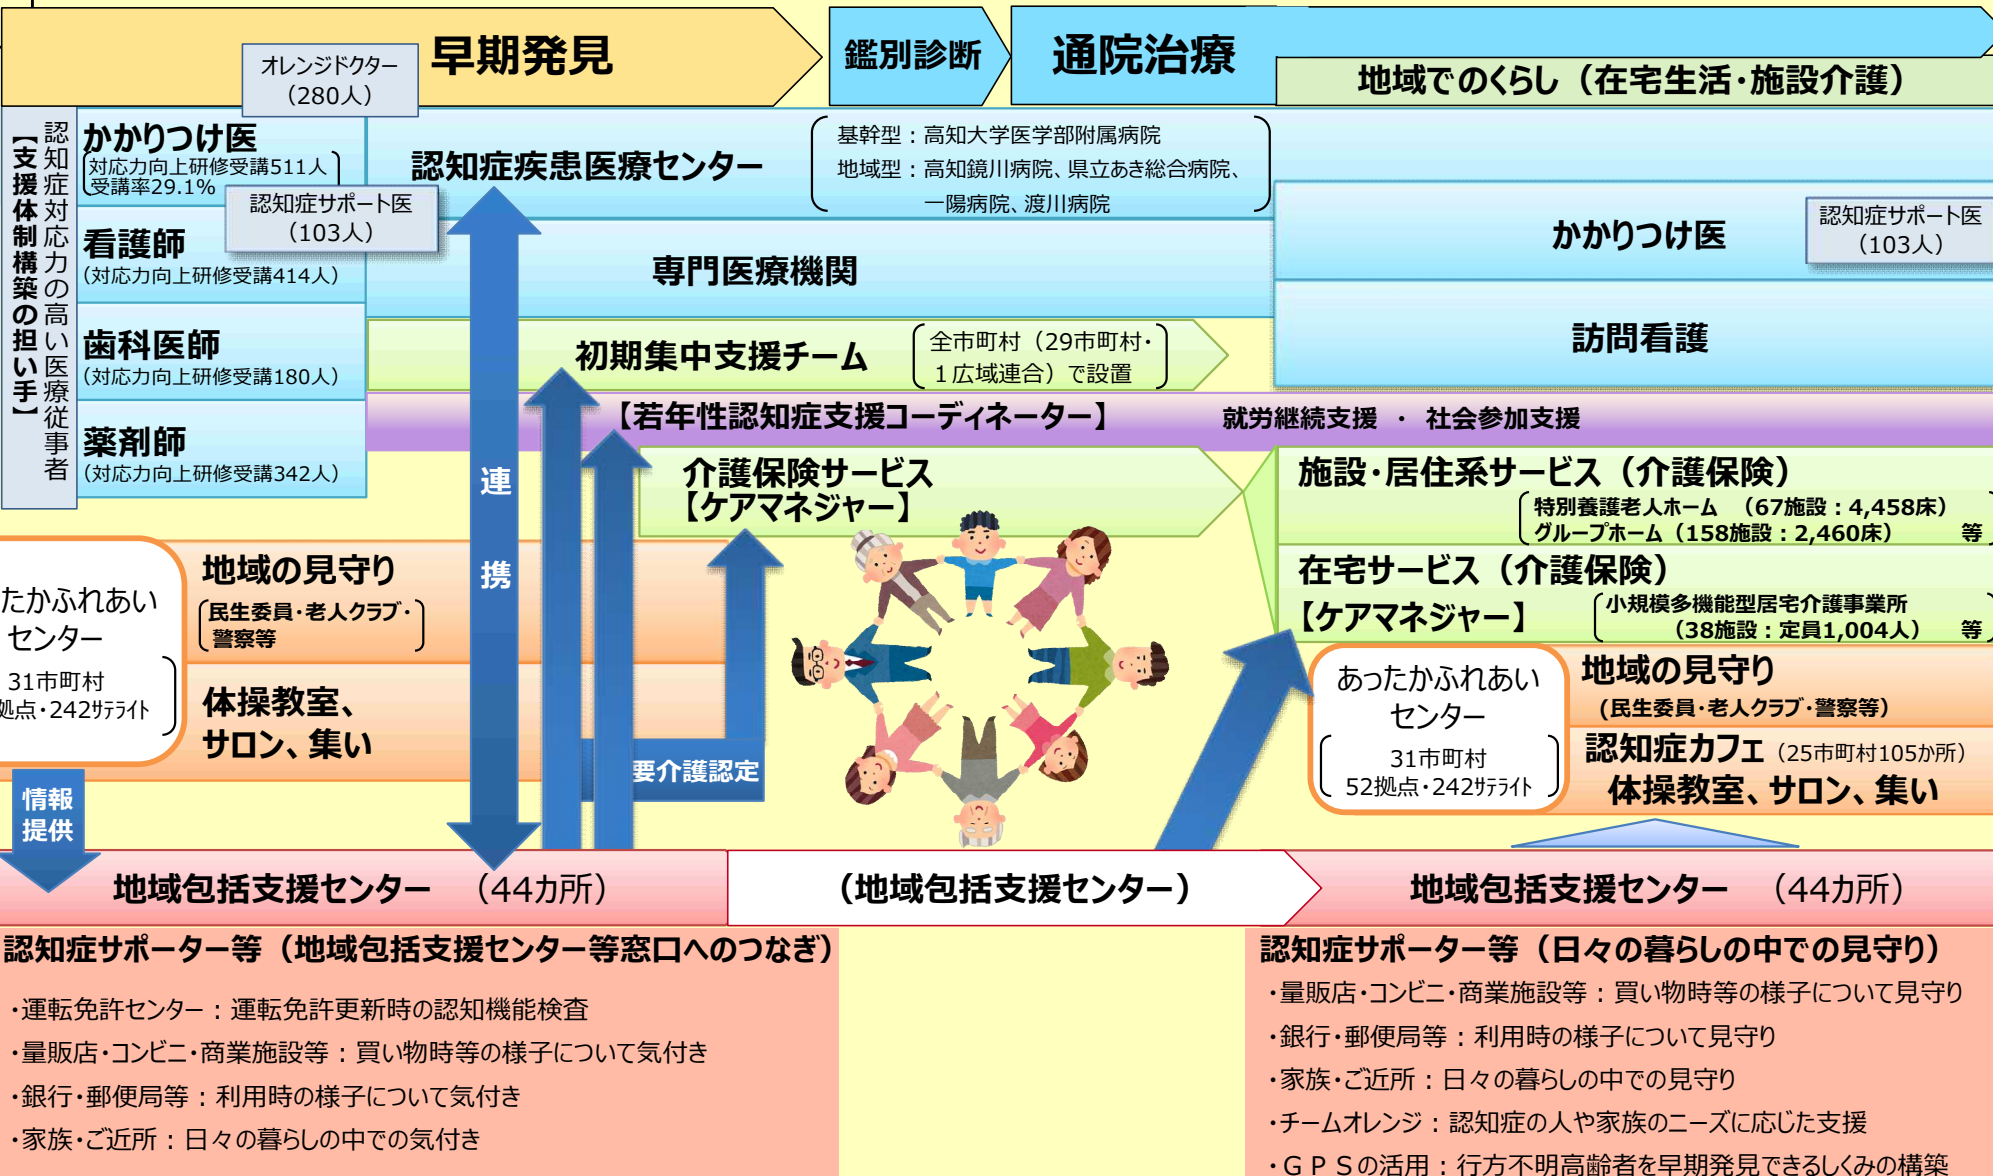 早期発見
鑑別診断
通院治療
地域でのくらし（在宅生活・施設介護）
オレンジドクター
（280人）
認知症対応力の高い医療従事者
【支援体制構築の担い手】
かかりつけ医
対応力向上研修受講511人
受講率29.1%
認知症サポート医
（103人）
看護師
（対応力向上研修受講414人）
歯科医師
（対応力向上研修受講180人）
薬剤師
（対応力向上研修受講342人）
認知症疾患医療センター
基幹型：高知大学医学部附属病院
地域型：高知鏡川病院、県立あき総合病院、
一陽病院、渡川病院
専門医療機関
初期集中支援チーム
全市町村（29市町村・
１広域連合）で設置
【若年性認知症支援コーディネーター】 就労継続支援 ・ 社会参加支援
介護保険サービス
【ケアマネジャー】
連
携
要介護認定
かかりつけ医
認知症サポート医
（103人）
訪問看護
施設・居住系サービス（介護保険）
特別養護老人ホーム （67施設：4,458床）
グループホーム（158施設：2,460床） 等
在宅サービス（介護保険）
【ケアマネジャー】
小規模多機能型居宅介護事業所
（38施設：定員1,004人） 等
たかふれあい
センター
31市町村
拠点・242ｻﾃﾗｲﾄ
地域の見守り
民生委員・老人クラブ・
警察等
体操教室、
サロン、集い
情報
提供
あったかふれあい
センター
31市町村
52拠点・242ｻﾃﾗｲﾄ
地域の見守り
(民生委員・老人クラブ・警察等）
認知症カフェ（25市町村105か所）
体操教室、サロン、集い
地域包括支援センター （44カ所）
（地域包括支援センター）
地域包括支援センター （44カ所）
認知症サポーター等（地域包括支援センター等窓口へのつなぎ）
・運転免許センター：運転免許更新時の認知機能検査
・量販店・コンビニ・商業施設等：買い物時等の様子について気付き
・銀行・郵便局等：利用時の様子について気付き
・家族・ご近所：日々の暮らしの中での気付き
認知症サポーター等（日々の暮らしの中での見守り）
・量販店・コンビニ・商業施設等：買い物時等の様子について見守り
・銀行・郵便局等：利用時の様子について見守り
・家族・ご近所：日々の暮らしの中での見守り
・チームオレンジ：認知症の人や家族のニーズに応じた支援
・ＧＰＳの活用：行方不明高齢者を早期発見できるしくみの構築